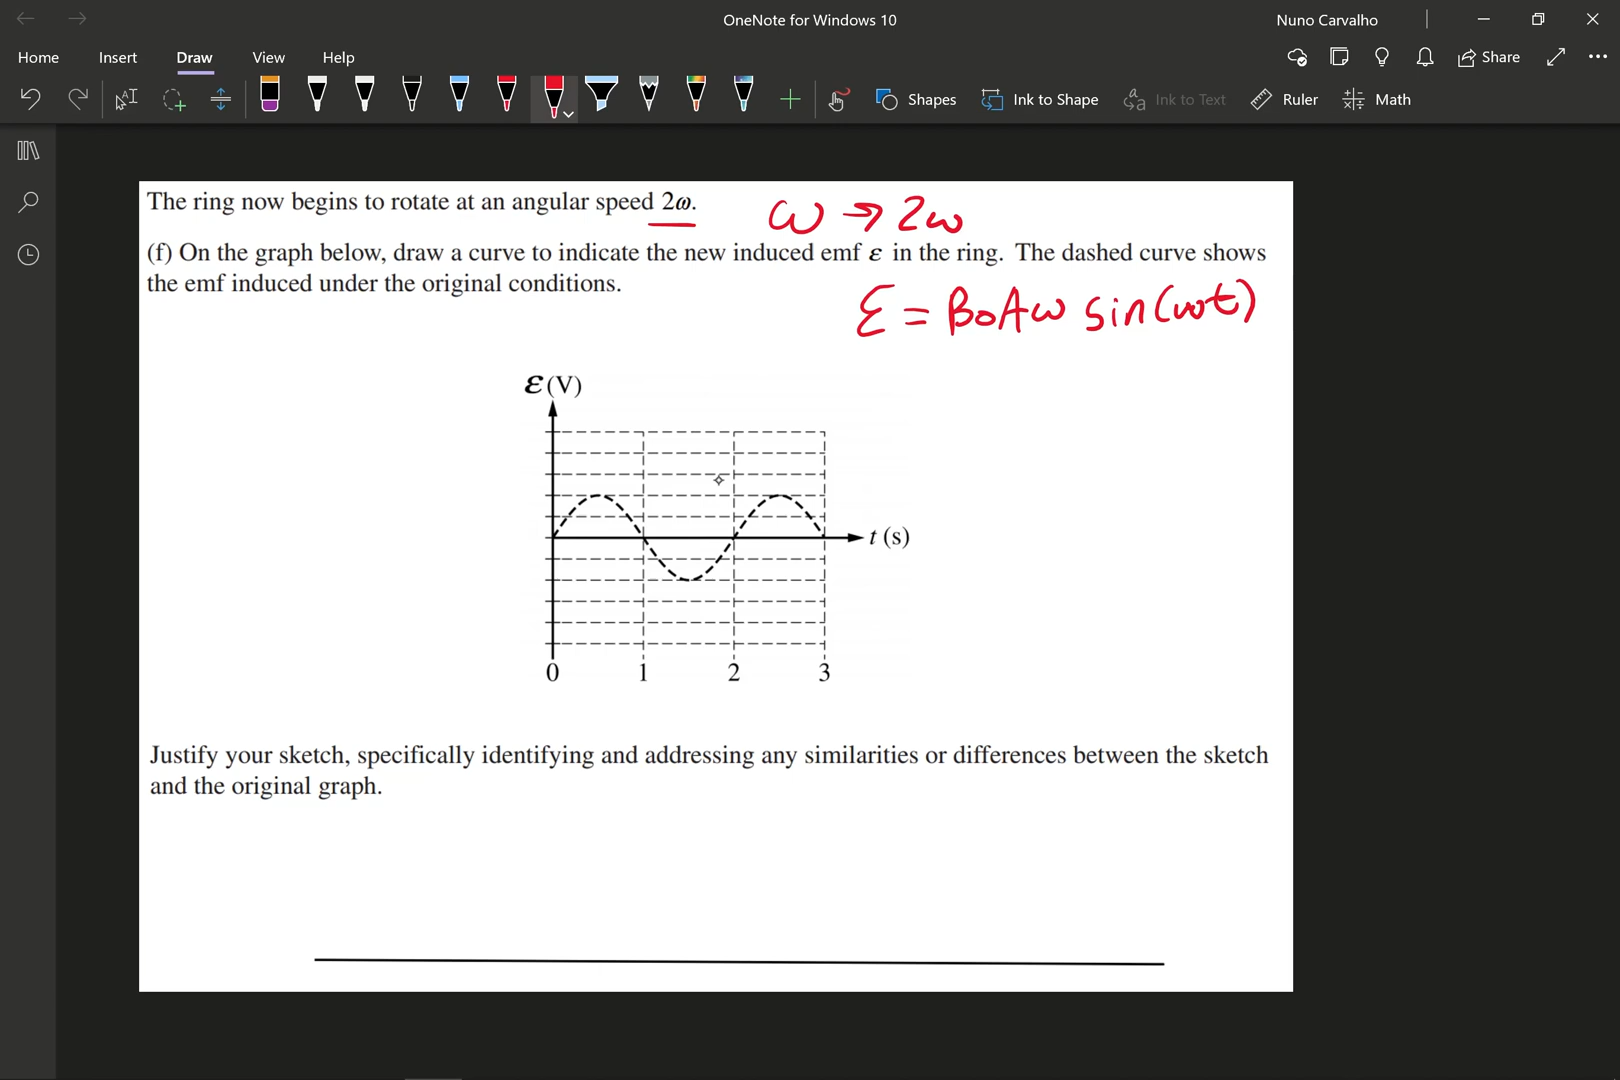 OneNote for Windows 10
Nuno Carvalho
Home Insert Draw View Help
Share
Shapes Ink to Shape Ink to Text Ruler Math
The ring now begins to rotate at an angular speed 2ω. ω → 2ω
(f) On the graph below, draw a curve to indicate the new induced emf ε in the ring. The dashed curve shows
the emf induced under the original conditions.
ε = B₀Aω sin(ωt)
ε(V)
t (s)
0 1 2 3
Justify your sketch, specifically identifying and addressing any similarities or differences between the sketch
and the original graph.